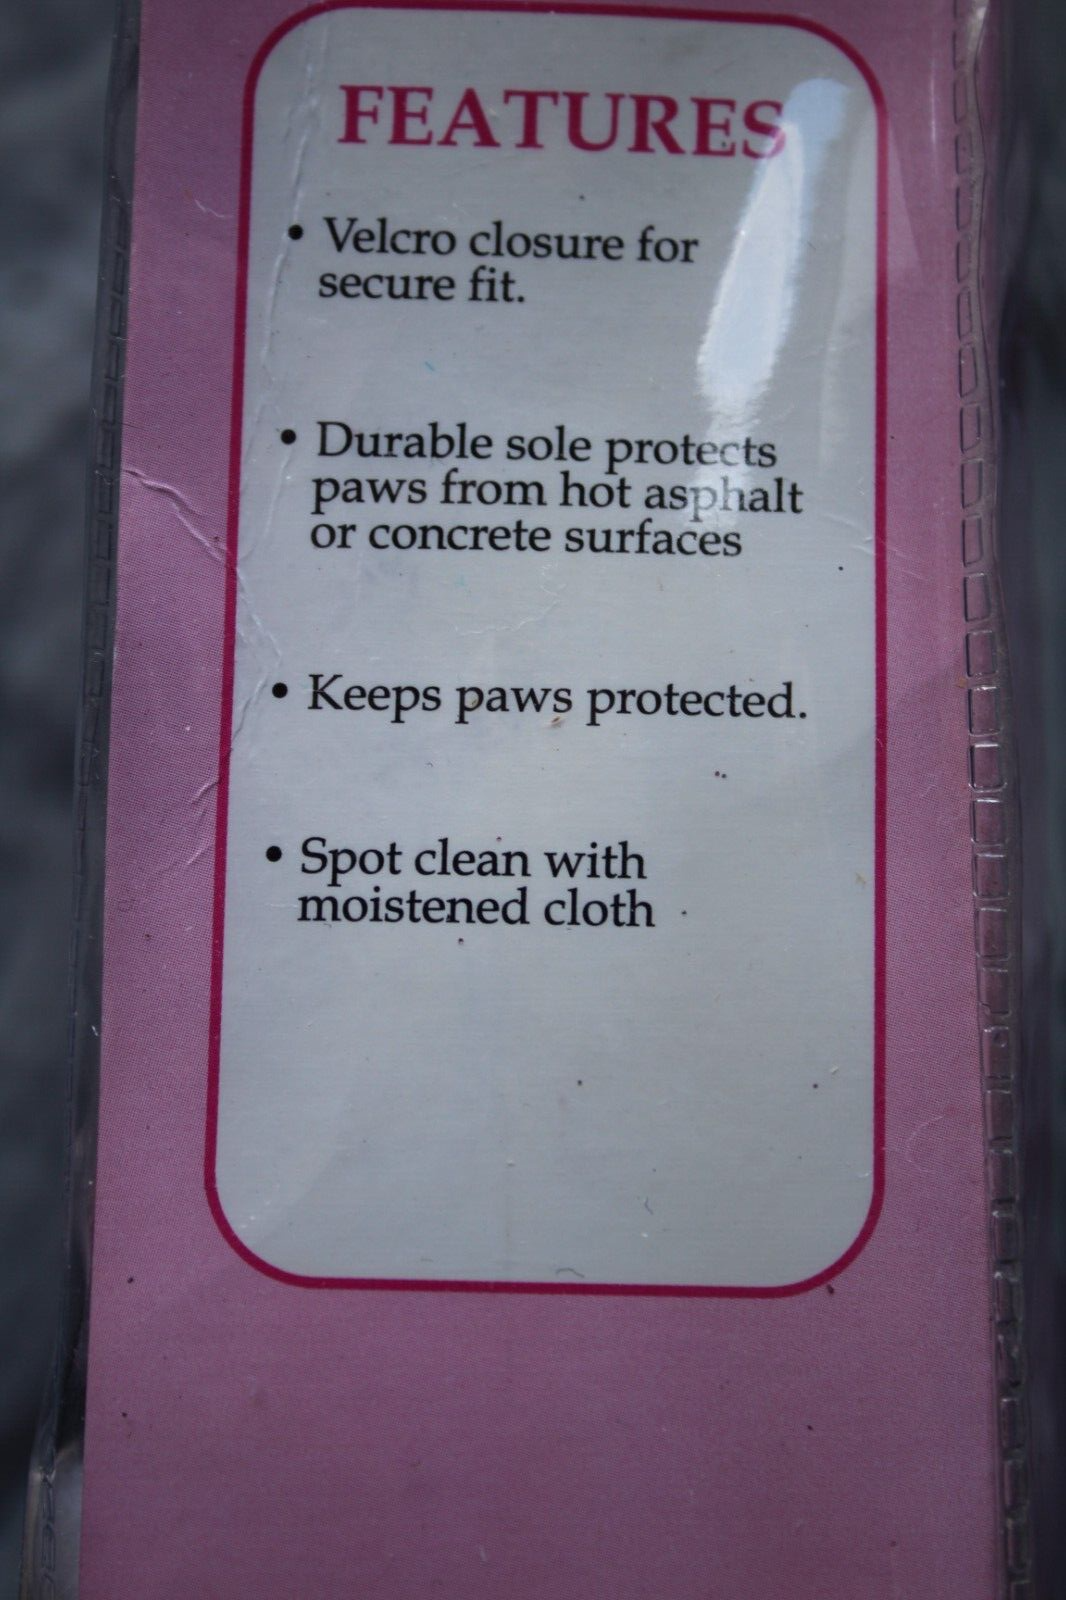 FEATURES
• Velcro closure for
secure fit.
• Durable sole protects
paws from hot asphalt
or concrete surfaces
• Keeps paws protected.
• Spot clean with
moistened cloth